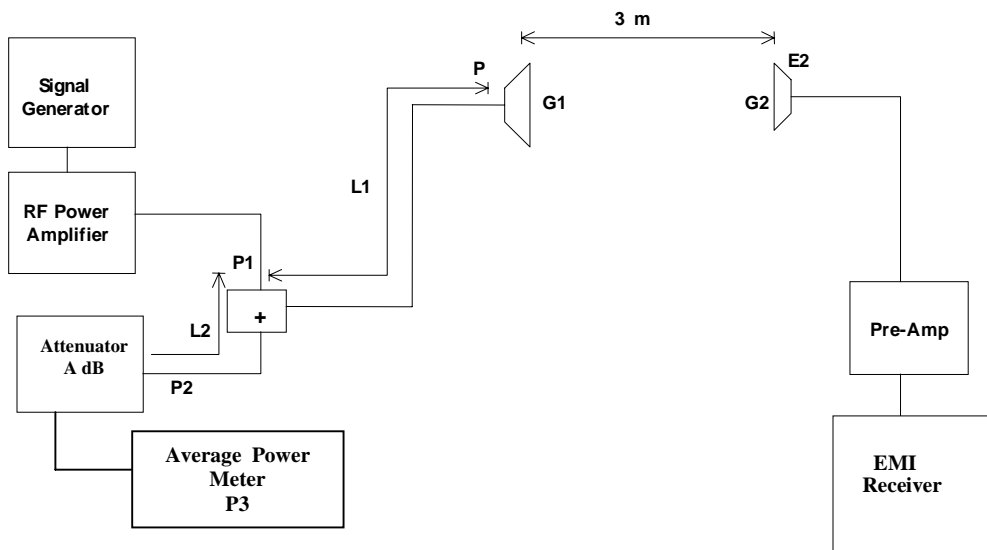 3 m
Signal
Generator
P
E2
G1
G2
L1
RF Power
Amplifier
P1
L2
+
Attenuator
A dB
P2
Pre-Amp
Average Power
Meter
P3
EMI
Receiver